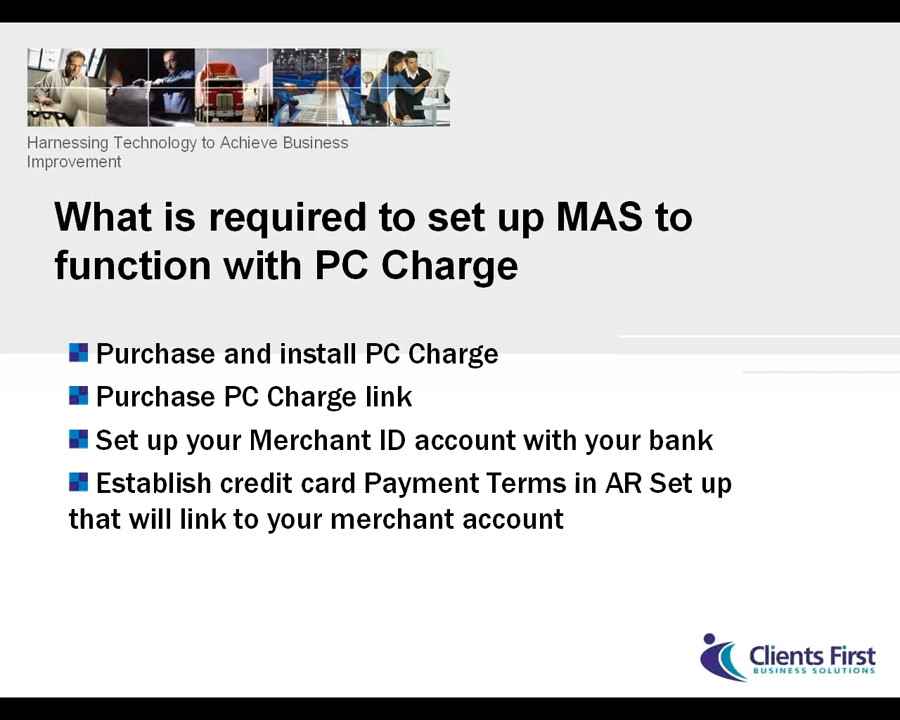 Harnessing Technology to Achieve Business
Improvement
What is required to set up MAS to
function with PC Charge
Purchase and install PC Charge
Purchase PC Charge link
Set up your Merchant ID account with your bank
Establish credit card Payment Terms in AR Set up
that will link to your merchant account
Clients First
BUSINESS SOLUTIONS